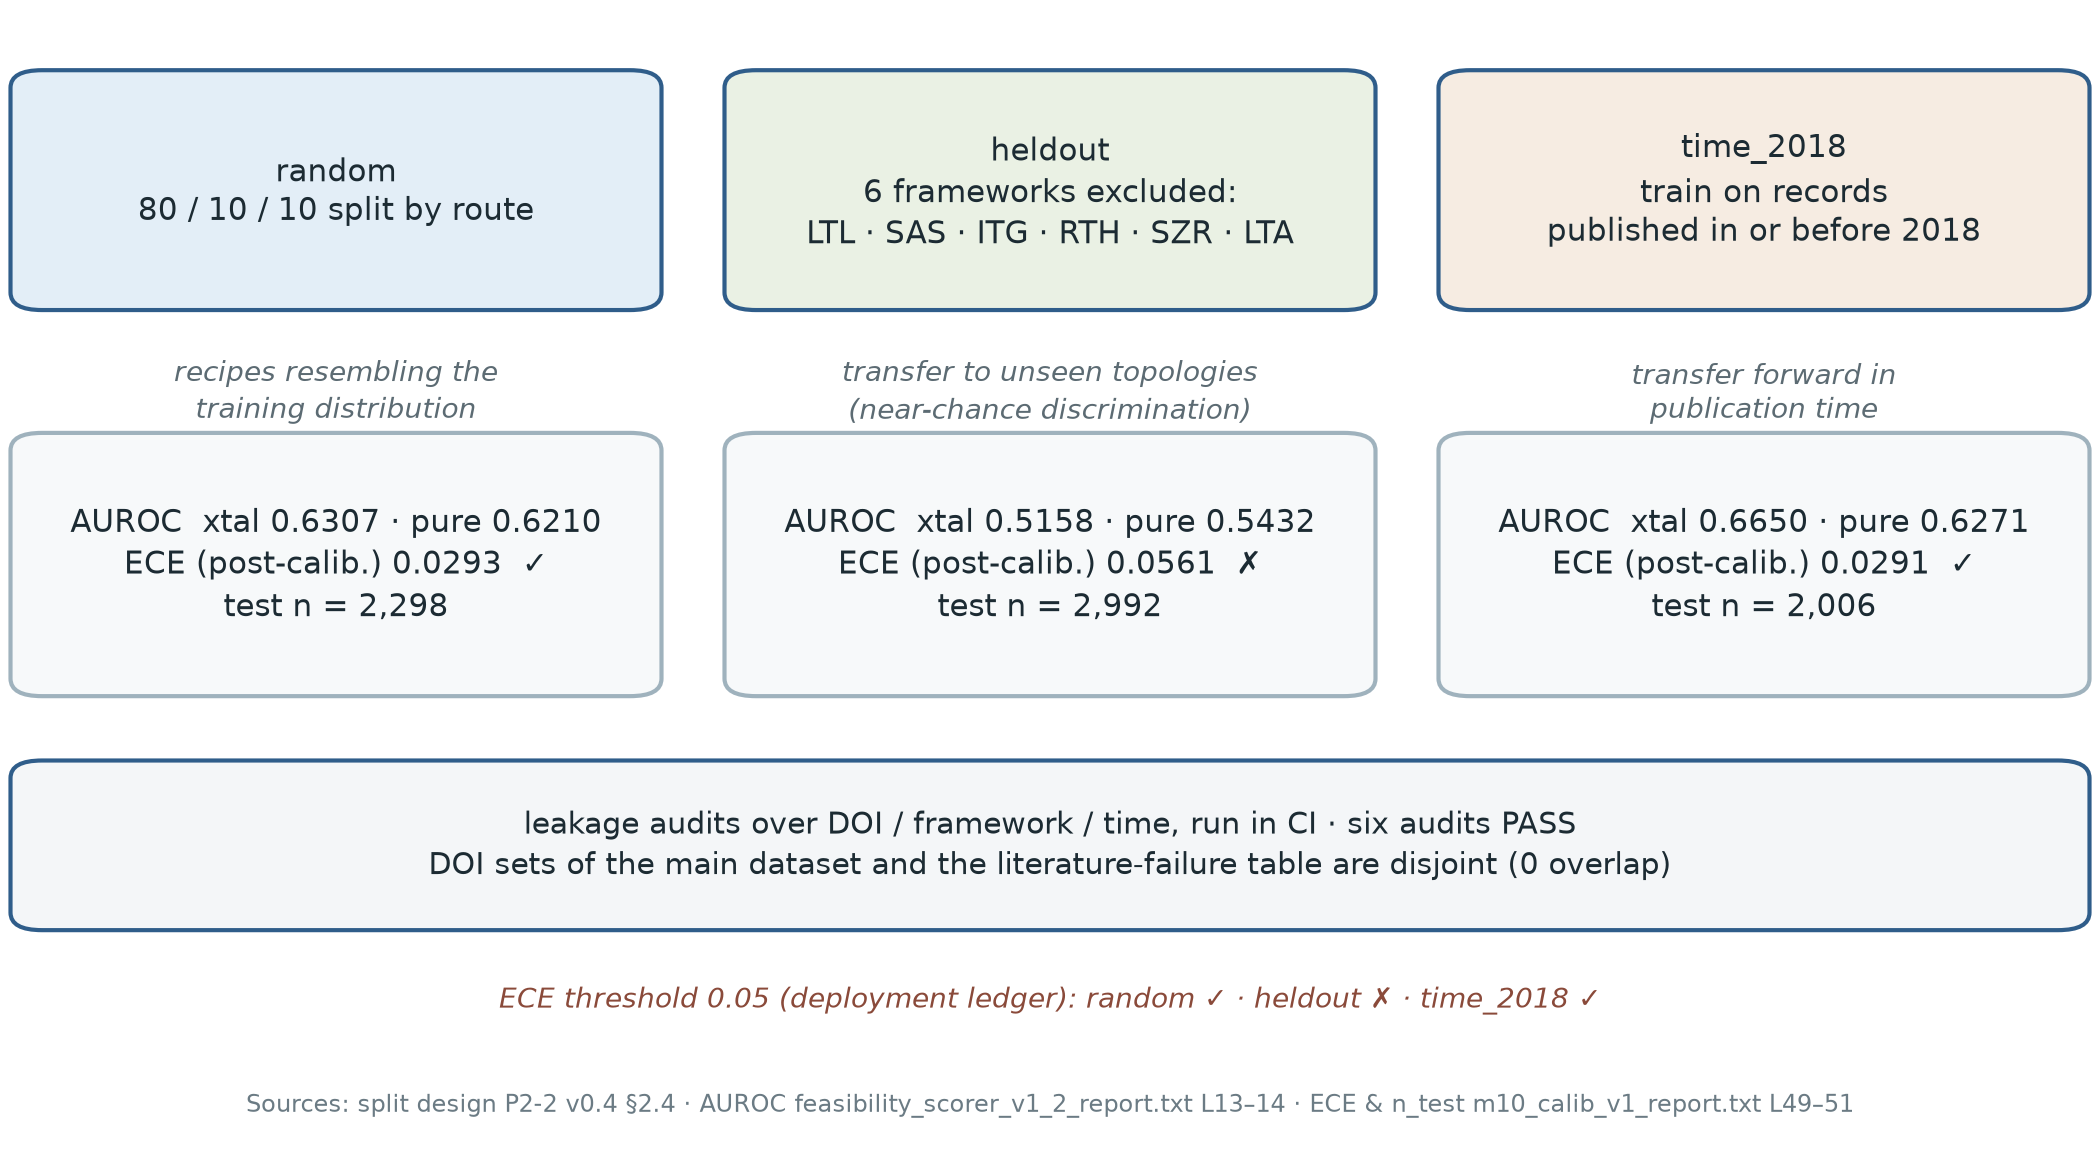 random
80 / 10 / 10 split by route
heldout
6 frameworks excluded:
LTL · SAS · ITG · RTH · SZR · LTA
time_2018
train on records
published in or before 2018
recipes resembling the
training distribution
transfer to unseen topologies
(near-chance discrimination)
transfer forward in
publication time
AUROC  xtal 0.6307 · pure 0.6210
ECE (post-calib.) 0.0293  ✓
test n = 2,298
AUROC  xtal 0.5158 · pure 0.5432
ECE (post-calib.) 0.0561  ✗
test n = 2,992
AUROC  xtal 0.6650 · pure 0.6271
ECE (post-calib.) 0.0291  ✓
test n = 2,006
leakage audits over DOI / framework / time, run in CI · six audits PASS
DOI sets of the main dataset and the literature-failure table are disjoint (0 overlap)
ECE threshold 0.05 (deployment ledger): random ✓ · heldout ✗ · time_2018 ✓
Sources: split design P2-2 v0.4 §2.4 · AUROC feasibility_scorer_v1_2_report.txt L13–14 · ECE & n_test m10_calib_v1_report.txt L49–51